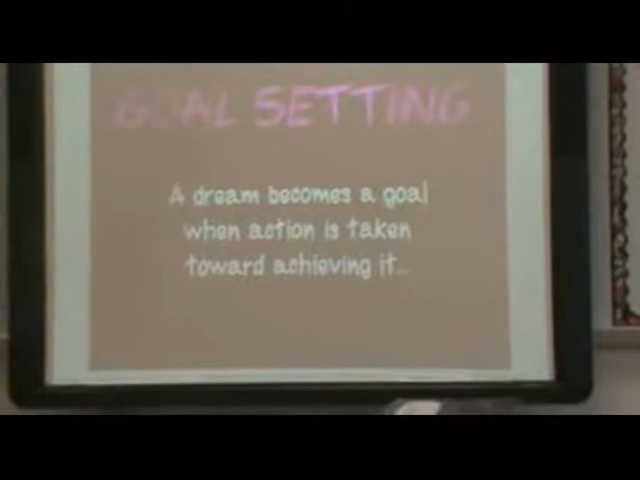 GOAL SETTING
A dream becomes a goal
when action is taken
toward achieving it..